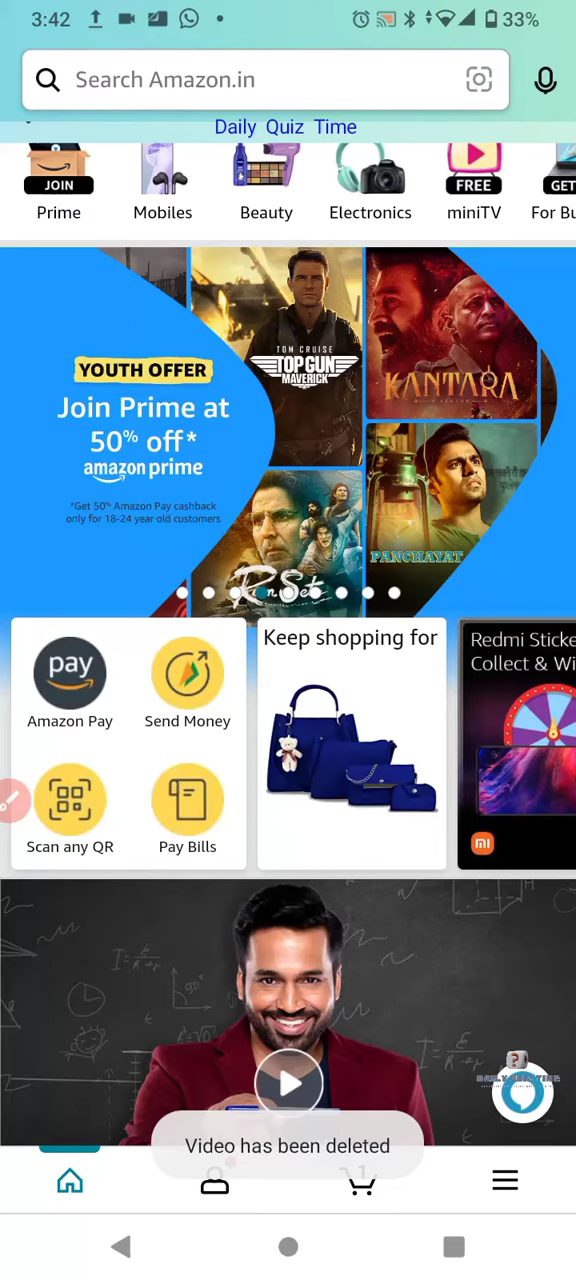 3:42
33%
Search Amazon.in
Daily Quiz Time
JOIN
FREE
GET
Prime
Mobiles
Beauty
Electronics
miniTV
For Bu
YOUTH OFFER
Join Prime at
50% off*
amazon prime
*Get 50% Amazon Pay cashback
only for 18-24 year old customers
TOM CRUISE
TOP GUN
MAVERICK
KANTARA
PANCHAYAT
pay
Amazon Pay
Send Money
Scan any QR
Pay Bills
Keep shopping for
Redmi Sticke
Collect & Wi
mi
90°
Video has been deleted